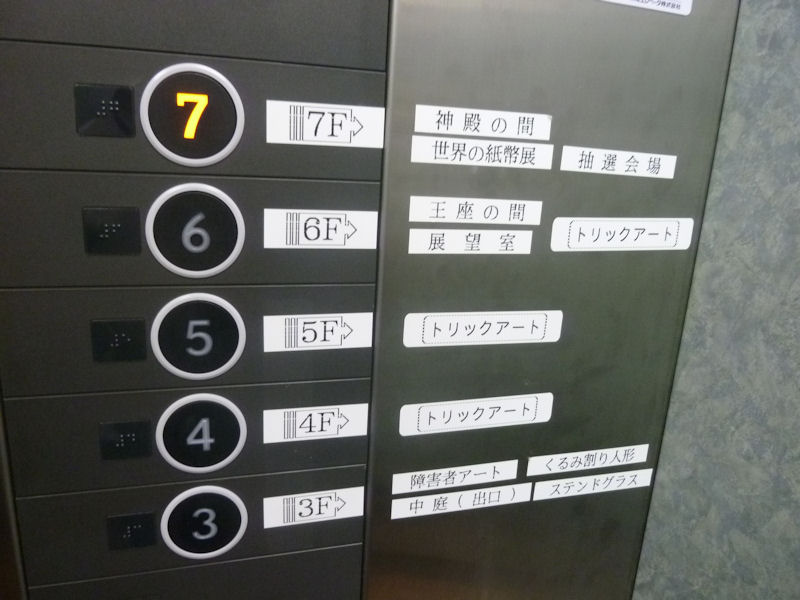 7
7F
神殿の間
世界の紙幣展
抽選会場
6
6F
王座の間
展望室
トリックアート
5
5F
トリックアート
4
4F
トリックアート
3
3F
障害者アート
くるみ割り人形
中庭(出口)
ステンドグラス